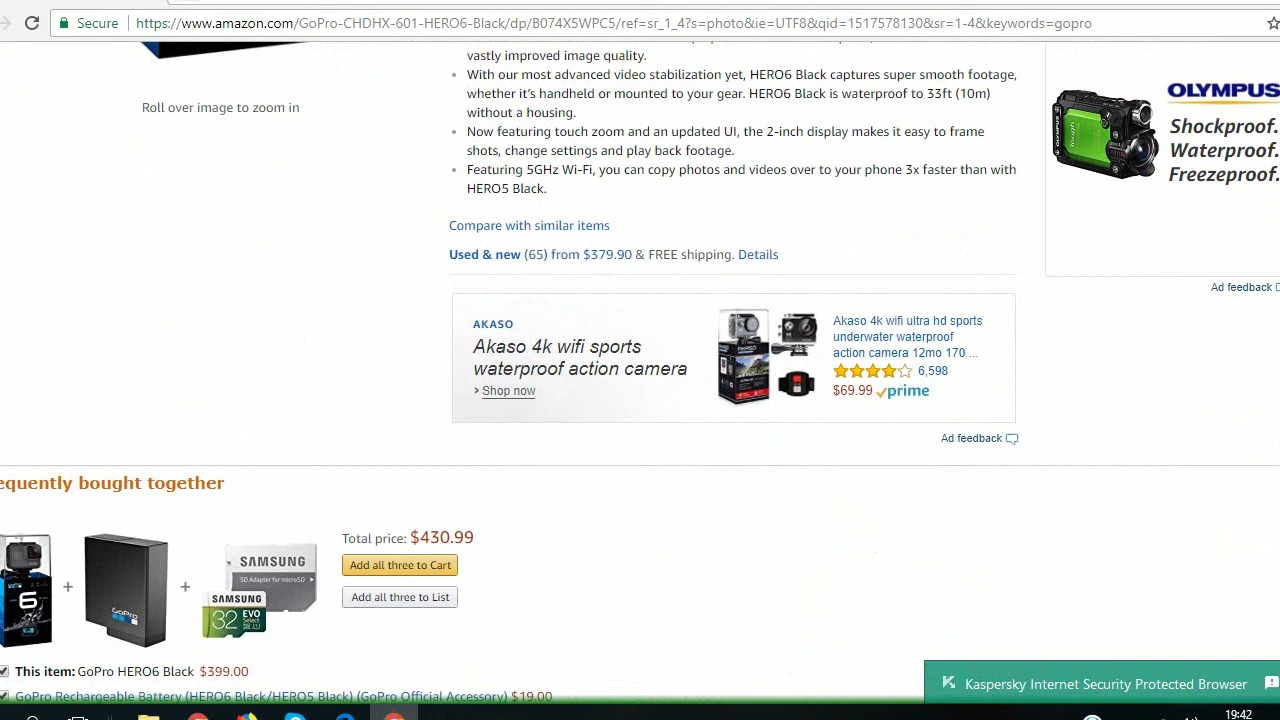 Secure https://www.amazon.com/GoPro-CHDHX-601-HERO6-Black/dp/B074X5WPC5/ref=sr_1_4?s=photo&ie=UTF8&qid=1517578130&sr=1-4&keywords=gopro
vastly improved image quality.
With our most advanced video stabilization yet, HERO6 Black captures super smooth footage,
whether it's handheld or mounted to your gear. HERO6 Black is waterproof to 33ft (10m)
without a housing.
Now featuring touch zoom and an updated UI, the 2-inch display makes it easy to frame
shots, change settings and play back footage.
Featuring 5GHz Wi-Fi, you can copy photos and videos over to your phone 3x faster than with
HERO5 Black.
Roll over image to zoom in
Compare with similar items
Used & new (65) from $379.90 & FREE shipping. Details
OLYMPUS
Shockproof.
Waterproof.
Freezeproof.
Ad feedback
AKASO
Akaso 4k wifi sports
waterproof action camera
› Shop now
Akaso 4k wifi ultra hd sports
underwater waterproof
action camera 12mo 170 ...
6,598
$69.99 prime
Ad feedback
equently bought together
6
+
GoPro
+
SAMSUNG
SD Adapter for microSD
SAMSUNG
32 EVO
Select
Total price: $430.99
Add all three to Cart
Add all three to List
This item: GoPro HERO6 Black $399.00
GoPro Rechargeable Battery (HERO6 Black/HERO5 Black) (GoPro Official Accessory) $19.00
Kaspersky Internet Security Protected Browser
19:42